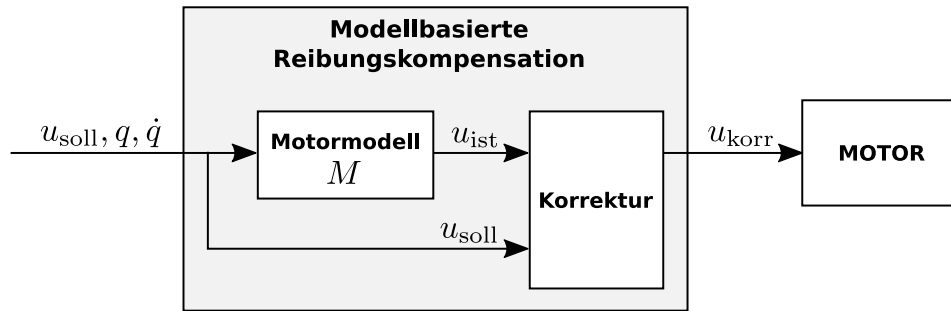 Modellbasierte
Reibungskompensation
u_soll, q, q̇
Motormodell
M
u_ist
u_soll
Korrektur
u_korr
MOTOR